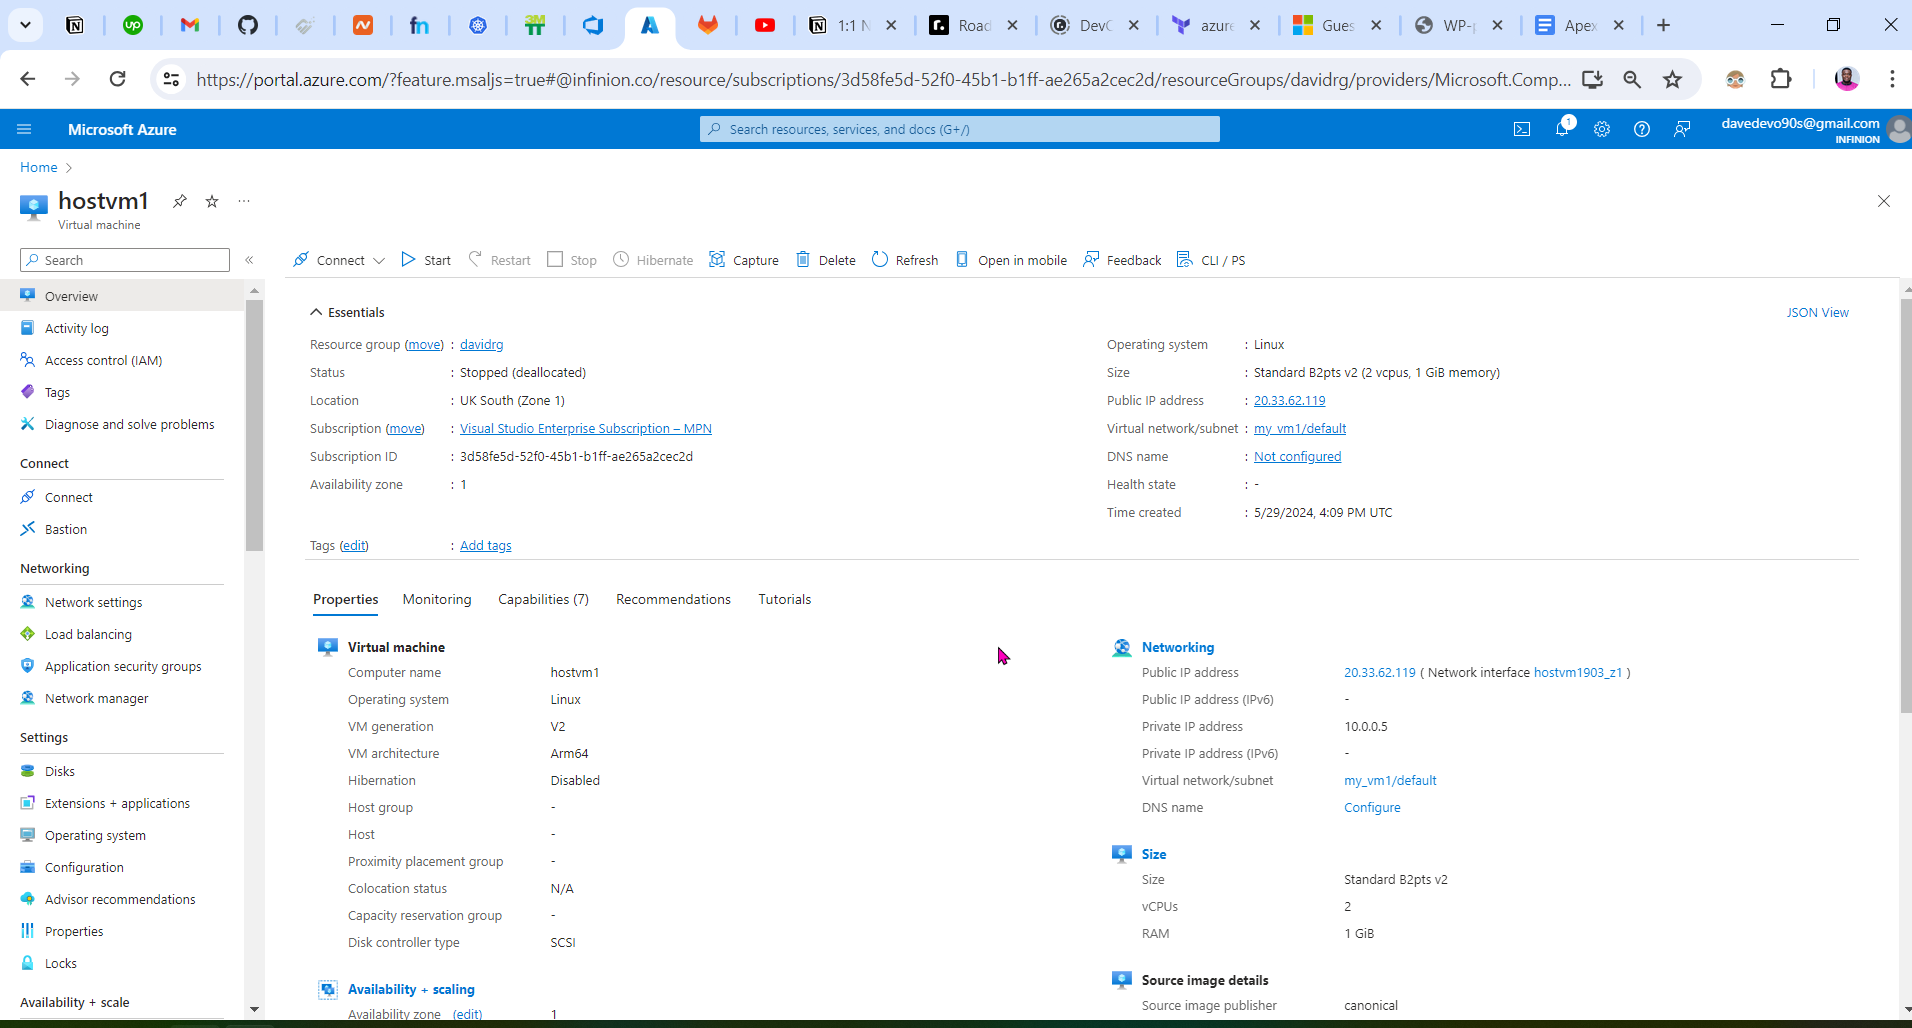 1:1 N
Road
DevO
azure
Gues
WP-p
Apex
https://portal.azure.com/?feature.msaljs=true#@infinion.co/resource/subscriptions/3d58fe5d-52f0-45b1-b1ff-ae265a2cec2d/resourceGroups/davidrg/providers/Microsoft.Comp...
Microsoft Azure
Search resources, services, and docs (G+/)
1
davedevo90s@gmail.com
INFINION
Home
hostvm1
Virtual machine
Search
Connect
Start
Restart
Stop
Hibernate
Capture
Delete
Refresh
Open in mobile
Feedback
CLI / PS
Overview
Activity log
Access control (IAM)
Tags
Diagnose and solve problems
Connect
Connect
Bastion
Networking
Network settings
Load balancing
Application security groups
Network manager
Settings
Disks
Extensions + applications
Operating system
Configuration
Advisor recommendations
Properties
Locks
Availability + scale
Essentials
JSON View
Resource group (move) : davidrg
Status : Stopped (deallocated)
Location : UK South (Zone 1)
Subscription (move) : Visual Studio Enterprise Subscription – MPN
Subscription ID : 3d58fe5d-52f0-45b1-b1ff-ae265a2cec2d
Availability zone : 1
Operating system : Linux
Size : Standard B2pts v2 (2 vcpus, 1 GiB memory)
Public IP address : 20.33.62.119
Virtual network/subnet : my_vm1/default
DNS name : Not configured
Health state : -
Time created : 5/29/2024, 4:09 PM UTC
Tags (edit) : Add tags
Properties
Monitoring
Capabilities (7)
Recommendations
Tutorials
Virtual machine
Computer name hostvm1
Operating system Linux
VM generation V2
VM architecture Arm64
Hibernation Disabled
Host group -
Host -
Proximity placement group -
Colocation status N/A
Capacity reservation group -
Disk controller type SCSI
Availability + scaling
Availability zone (edit) 1
Networking
Public IP address 20.33.62.119 ( Network interface hostvm1903_z1 )
Public IP address (IPv6) -
Private IP address 10.0.0.5
Private IP address (IPv6) -
Virtual network/subnet my_vm1/default
DNS name Configure
Size
Size Standard B2pts v2
vCPUs 2
RAM 1 GiB
Source image details
Source image publisher canonical